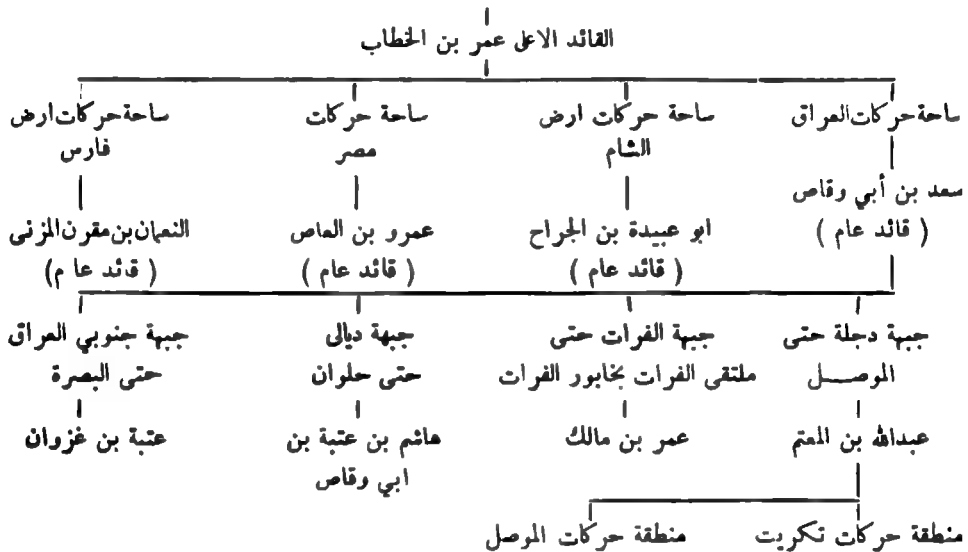 القائد الاعلى عمر بن الخطاب
ساحة حركات العراق
سعد بن أبي وقاص
( قائد عام )
ساحة حركات ارض
الشام
ابو عبيدة بن الجراح
( قائد عام )
ساحة حركات
مصر
عمرو بن العاص
( قائد عام )
ساحة حركات ارض
فارس
النعمان بن مقرن المزني
( قائد عام)
جبهة دجلة حتى
الموصــل
عبدالله بن المعتم
جبهة الفرات حتى
ملتقى الفرات بخابور الفرات
عمر بن مالك
جبهة ديالى
حتى حلوان
هاشم بن عتبة بن
ابي وقاص
جبهة جنوبي العراق
حتى البصرة
عتبة بن غزوان
منطقة حركات تكريت
منطقة حركات الموصل